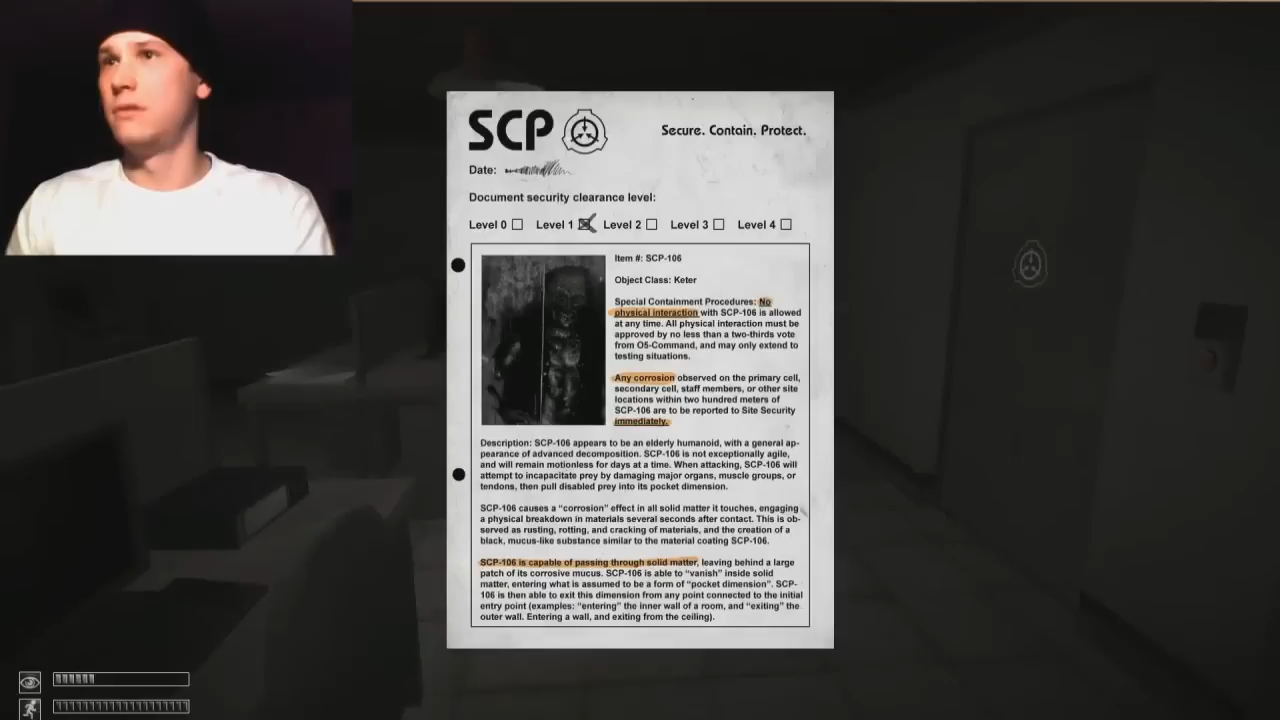 SCP
Secure. Contain. Protect.
Date:
Document security clearance level:
Level 0 Level 1 Level 2 Level 3 Level 4
Item #: SCP-106
Object Class: Keter
Special Containment Procedures: No
physical interaction with SCP-106 is allowed
at any time. All physical interaction must be
approved by no less than a two-thirds vote
from O5-Command, and may only extend to
testing situations.
Any corrosion observed on the primary cell,
secondary cell, staff members, or other site
locations within two hundred meters of
SCP-106 are to be reported to Site Security
immediately.
Description: SCP-106 appears to be an elderly humanoid, with a general ap-
pearance of advanced decomposition. SCP-106 is not exceptionally agile,
and will remain motionless for days at a time. When attacking, SCP-106 will
attempt to incapacitate prey by damaging major organs, muscle groups, or
tendons, then pull disabled prey into its pocket dimension.
SCP-106 causes a “corrosion” effect in all solid matter it touches, engaging
a physical breakdown in materials several seconds after contact. This is ob-
served as rusting, rotting, and cracking of materials, and the creation of a
black, mucus-like substance similar to the material coating SCP-106.
SCP-106 is capable of passing through solid matter, leaving behind a large
patch of its corrosive mucus. SCP-106 is able to “vanish” inside solid
matter, entering what is assumed to be a form of “pocket dimension”. SCP-
106 is then able to exit this dimension from any point connected to the initial
entry point (examples: “entering” the inner wall of a room, and “exiting” the
outer wall. Entering a wall, and exiting from the ceiling).